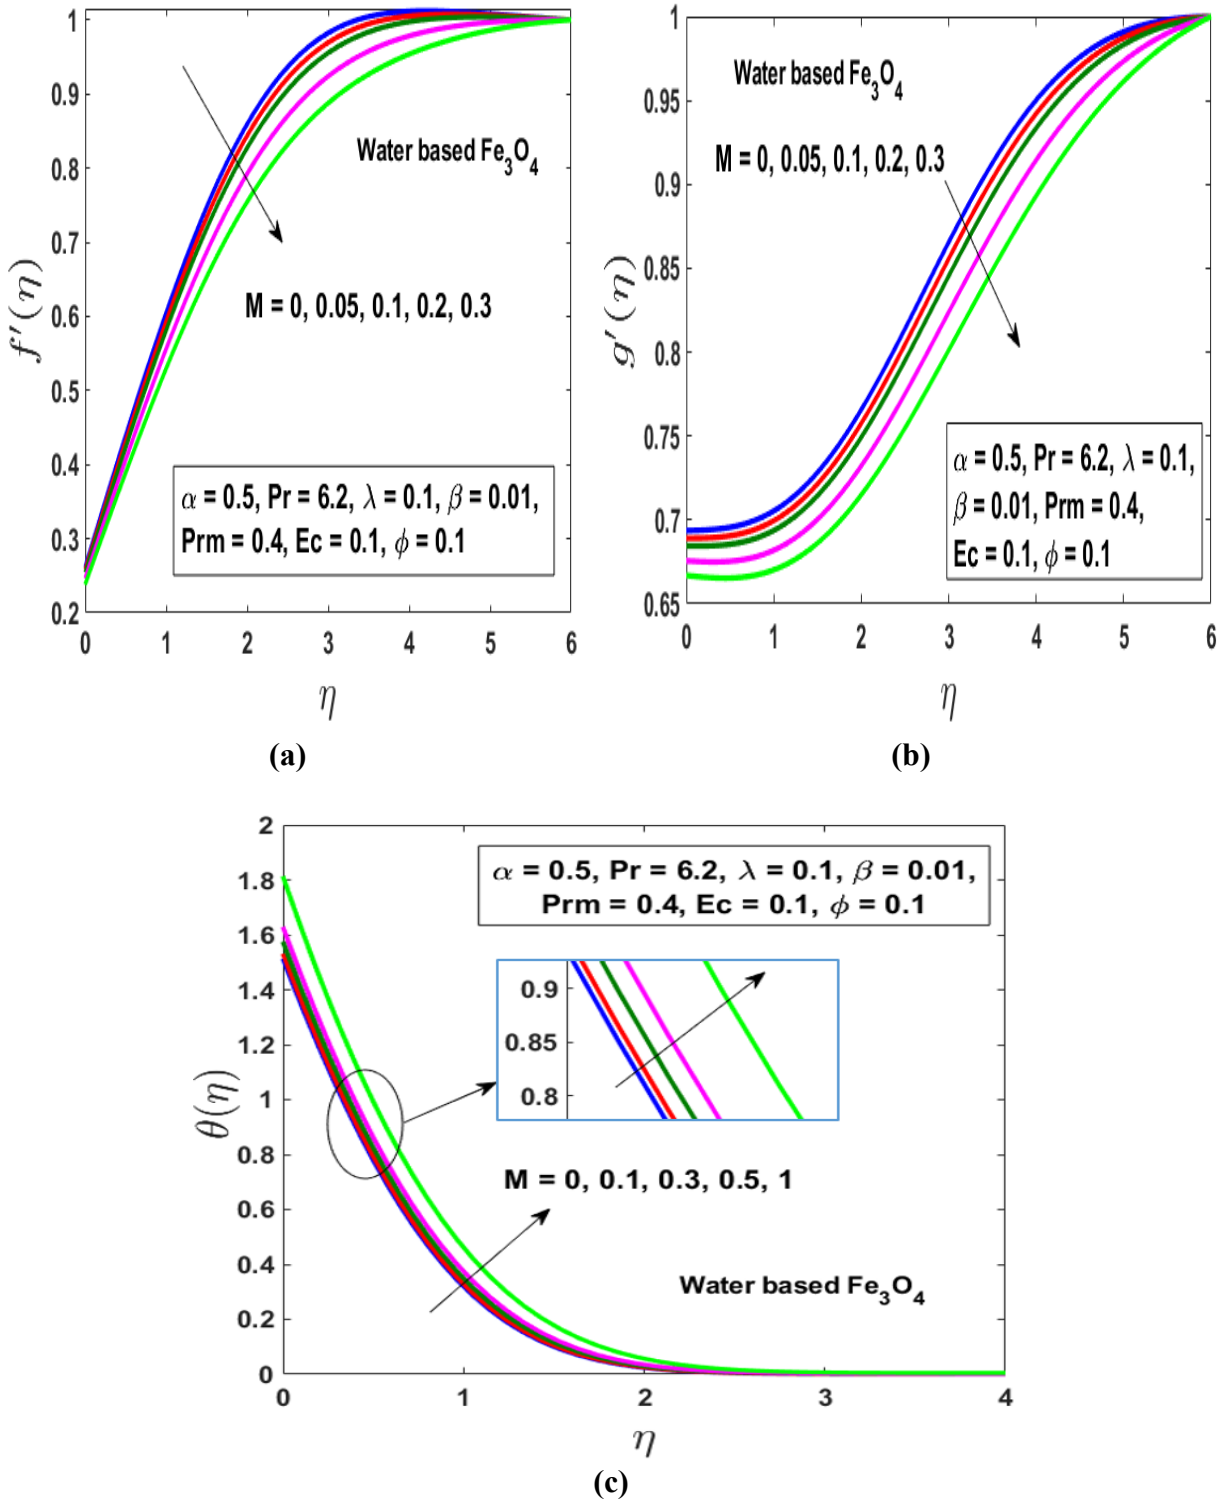 1
0.9
0.8
0.7
0.6
0.5
0.4
0.3
0.2
f′(η)
Water based Fe₃O₄
M = 0, 0.05, 0.1, 0.2, 0.3
α = 0.5, Pr = 6.2, λ = 0.1, β = 0.01,
Prm = 0.4, Ec = 0.1, ϕ = 0.1
0 1 2 3 4 5 6
η
(a)
1
0.95
0.9
0.85
0.8
0.75
0.7
0.65
g′(η)
Water based Fe₃O₄
M = 0, 0.05, 0.1, 0.2, 0.3
α = 0.5, Pr = 6.2, λ = 0.1,
β = 0.01, Prm = 0.4,
Ec = 0.1, ϕ = 0.1
0 1 2 3 4 5 6
η
(b)
2
1.8
1.6
1.4
1.2
1
0.8
0.6
0.4
0.2
0
θ(η)
α = 0.5, Pr = 6.2, λ = 0.1, β = 0.01,
Prm = 0.4, Ec = 0.1, ϕ = 0.1
0.9
0.85
0.8
M = 0, 0.1, 0.3, 0.5, 1
Water based Fe₃O₄
0 1 2 3 4
η
(c)